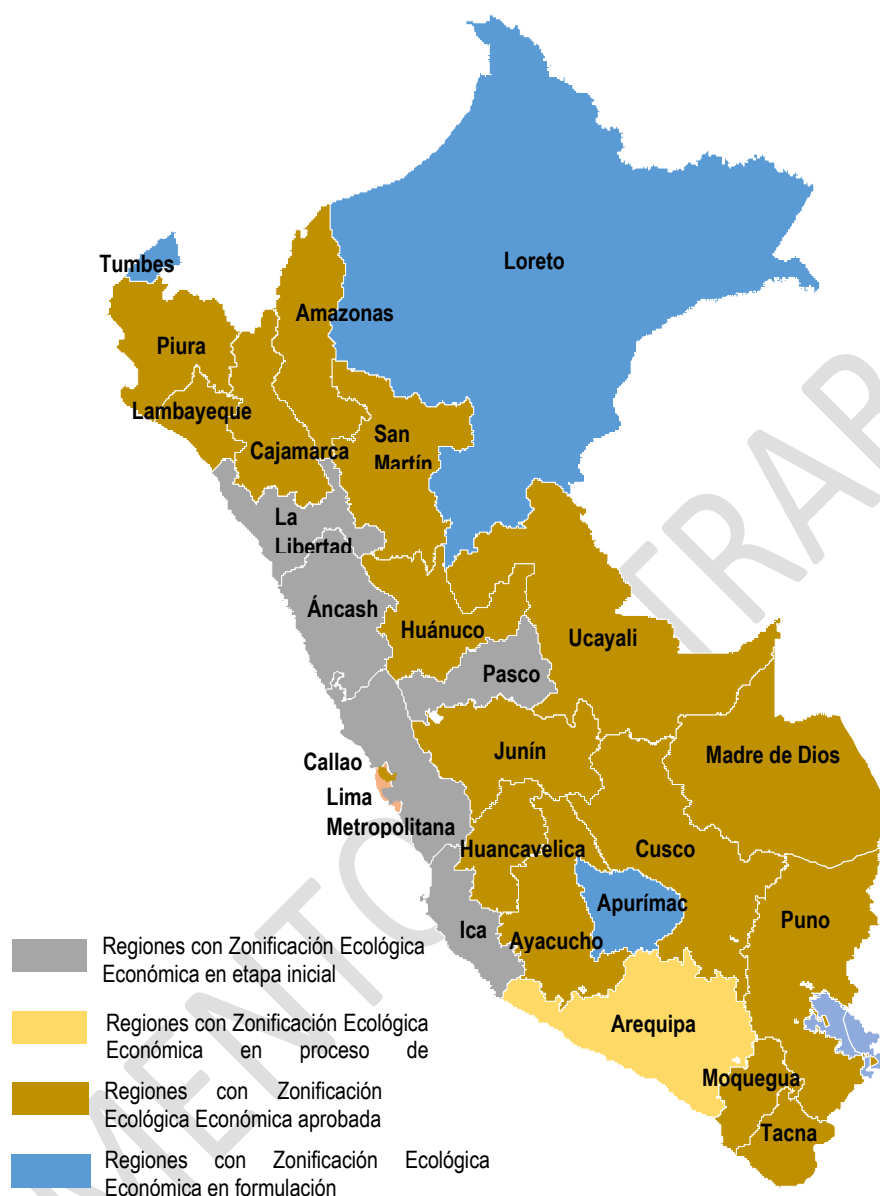 Tumbes
Loreto
Amazonas
Piura
Lambayeque
Cajamarca
San
Martín
La
Libertad
Áncash
Huánuco
Ucayali
Pasco
Junín
Madre de Dios
Callao
Lima
Metropolitana
Huancavelica
Cusco
Apurímac
Ica
Ayacucho
Puno
Arequipa
Moquegua
Tacna
Regiones con Zonificación Ecológica
Económica en etapa inicial
Regiones con Zonificación Ecológica
Económica en proceso de
Regiones con Zonificación
Ecológica Económica aprobada
Regiones con Zonificación Ecológica
Económica en formulación
MENTO TRAB